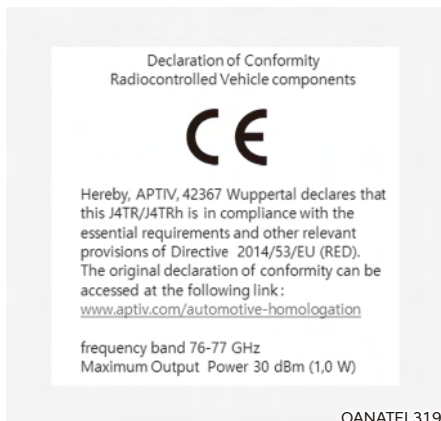 Declaration of Conformity
Radiocontrolled Vehicle components
CE
Hereby, APTIV, 42367 Wuppertal declares that
this J4TR/J4TRh is in compliance with the
essential requirements and other relevant
provisions of Directive 2014/53/EU (RED).
The original declaration of conformity can be
accessed at the following link :
www.aptiv.com/automotive-homologation
frequency band 76-77 GHz
Maximum Output Power 30 dBm (1,0 W)
OANATEL319